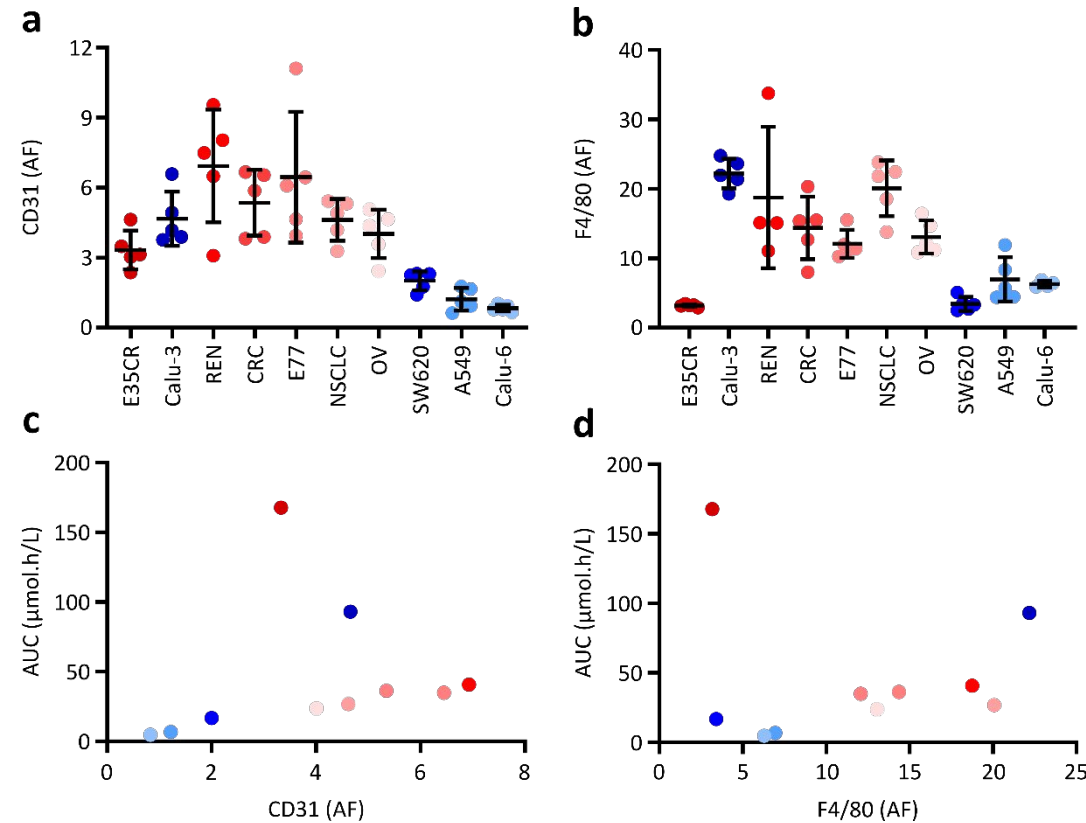 a
CD31 (AF)
12
9
6
3
0
E35CR
Calu-3
REN
CRC
E77
NSCLC
OV
SW620
A549
Calu-6
b
F4/80 (AF)
40
30
20
10
0
E35CR
Calu-3
REN
CRC
E77
NSCLC
OV
SW620
A549
Calu-6
c
AUC (µmol.h/L)
200
150
100
50
0
0 2 4 6 8
CD31 (AF)
d
AUC (µmol.h/L)
200
150
100
50
0
0 5 10 15 20 25
F4/80 (AF)